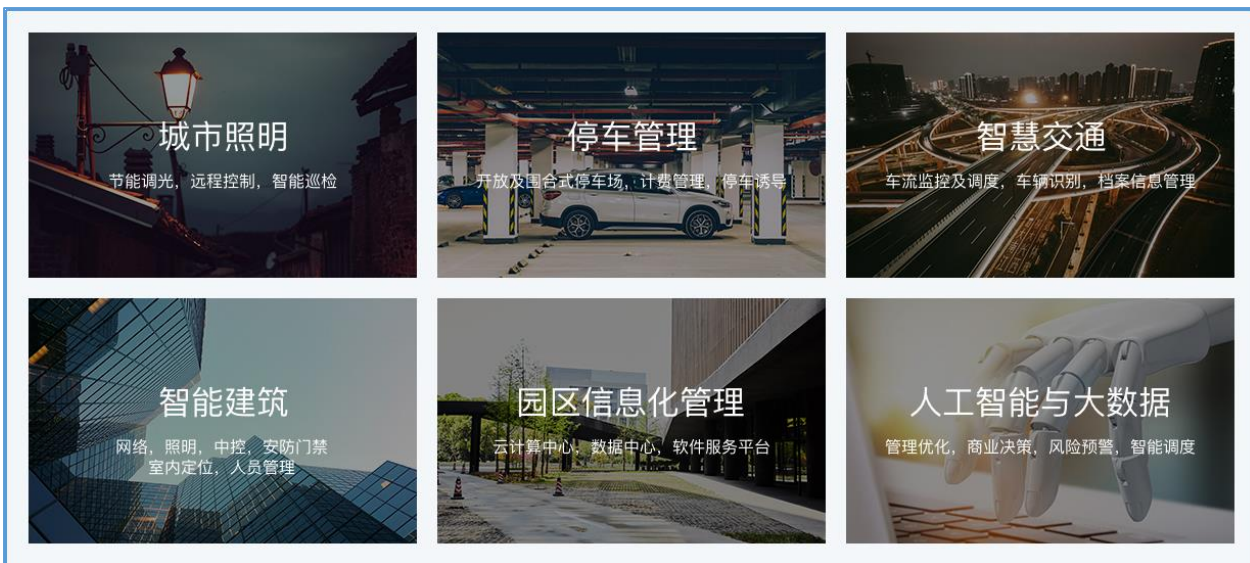 城市照明
节能调光，远程控制，智能巡检
停车管理
开放及围合式停车场，计费管理，停车诱导
智慧交通
车流监控及调度，车辆识别，档案信息管理
智能建筑
网络，照明，中控，安防门禁
室内定位，人员管理
园区信息化管理
云计算中心，数据中心，软件服务平台
人工智能与大数据
管理优化，商业决策，风险预警，智能调度